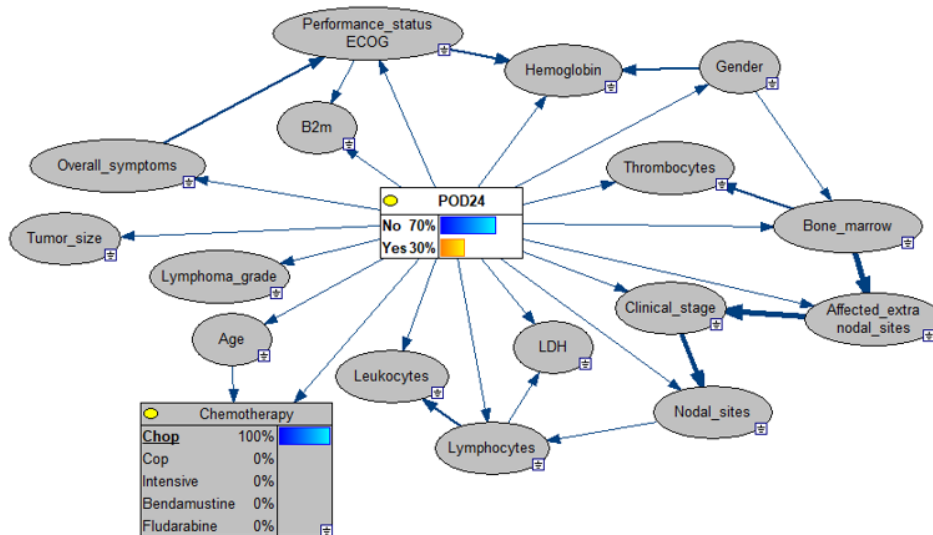 Performance_status
ECOG
Hemoglobin
Gender
B2m
Overall_symptoms
Thrombocytes
POD24
No 70%
Yes 30%
Tumor_size
Bone_marrow
Lymphoma_grade
Clinical_stage
Affected_extra
nodal_sites
Age
LDH
Leukocytes
Chemotherapy
Nodal_sites
Chop 100%
Lymphocytes
Cop 0%
Intensive 0%
Bendamustine 0%
Fludarabine 0%